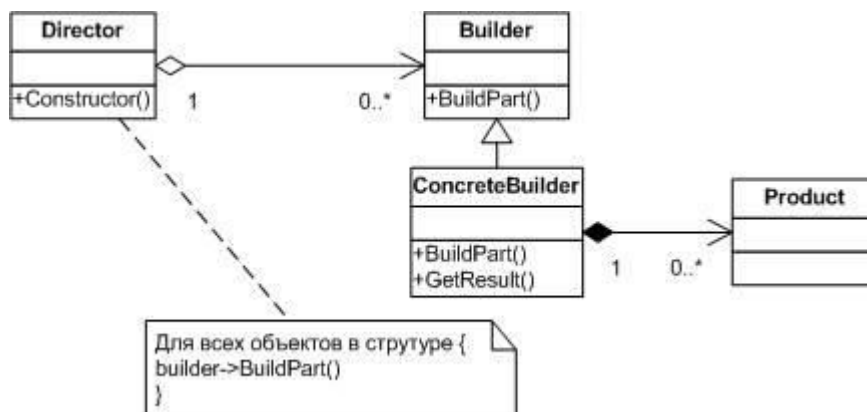 Director
+Constructor()
1
0..*
Builder
+BuildPart()
ConcreteBuilder
+BuildPart()
+GetResult()
1
0..*
Product
Для всех объектов в струтуре {
builder->BuildPart()
}